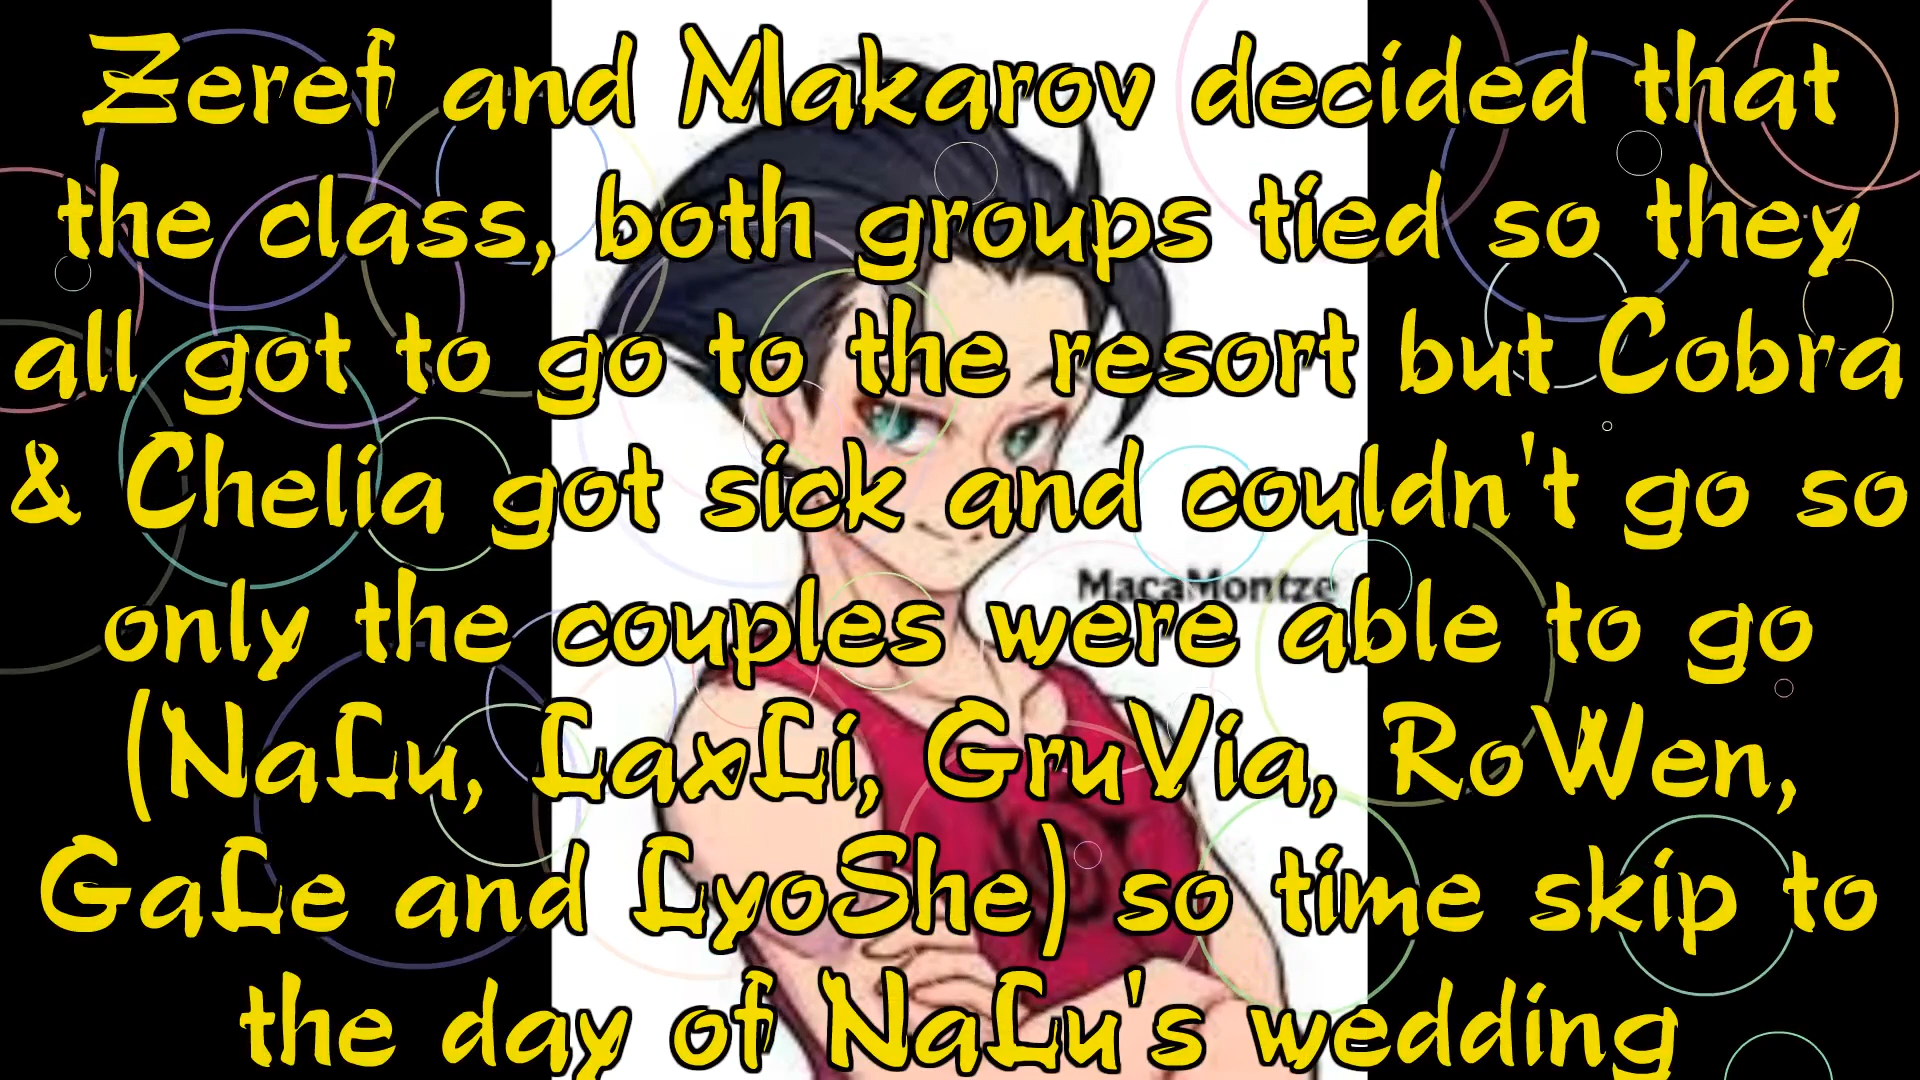 Zeref and Makarov decided that
the class, both groups tied so they
all got to go to the resort but Cobra
& Chelia got sick and couldn't go so
MacaMontze
only the couples were able to go
(NaLu, LaxLi, GruVia, RoWen,
GaLe and LyoShe) so time skip to
the day of NaLu's wedding